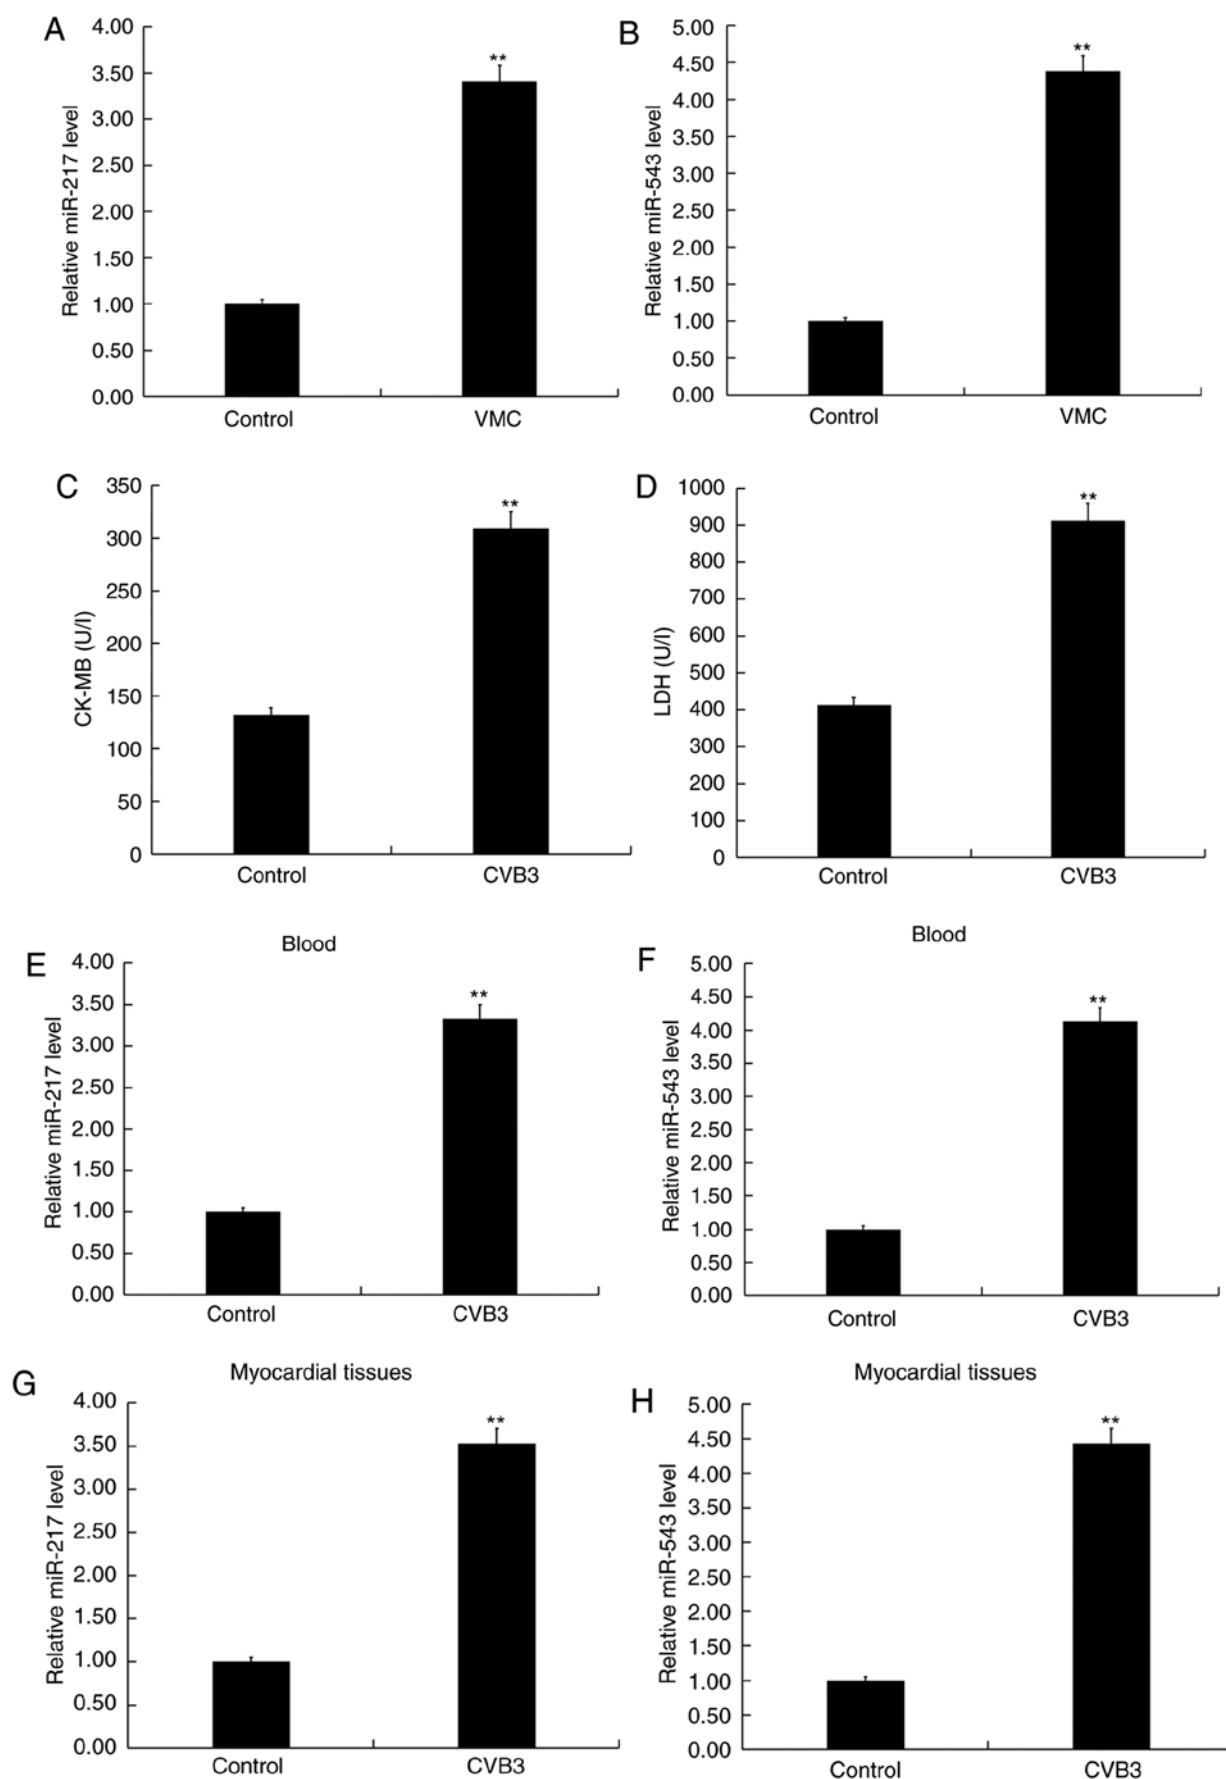 A
Relative miR-217 level
4.00
3.50
3.00
2.50
2.00
1.50
1.00
0.50
0.00
**
Control
VMC
B
Relative miR-543 level
5.00
4.50
4.00
3.50
3.00
2.50
2.00
1.50
1.00
0.50
0.00
**
Control
VMC
C
CK-MB (U/l)
350
300
250
200
150
100
50
0
**
Control
CVB3
D
LDH (U/l)
1000
900
800
700
600
500
400
300
200
100
0
**
Control
CVB3
E
Blood
Relative miR-217 level
4.00
3.50
3.00
2.50
2.00
1.50
1.00
0.50
0.00
**
Control
CVB3
F
Blood
Relative miR-543 level
5.00
4.50
4.00
3.50
3.00
2.50
2.00
1.50
1.00
0.50
0.00
**
Control
CVB3
G
Myocardial tissues
Relative miR-217 level
4.00
3.50
3.00
2.50
2.00
1.50
1.00
0.50
0.00
**
Control
CVB3
H
Myocardial tissues
Relative miR-543 level
5.00
4.50
4.00
3.50
3.00
2.50
2.00
1.50
1.00
0.50
0.00
**
Control
CVB3